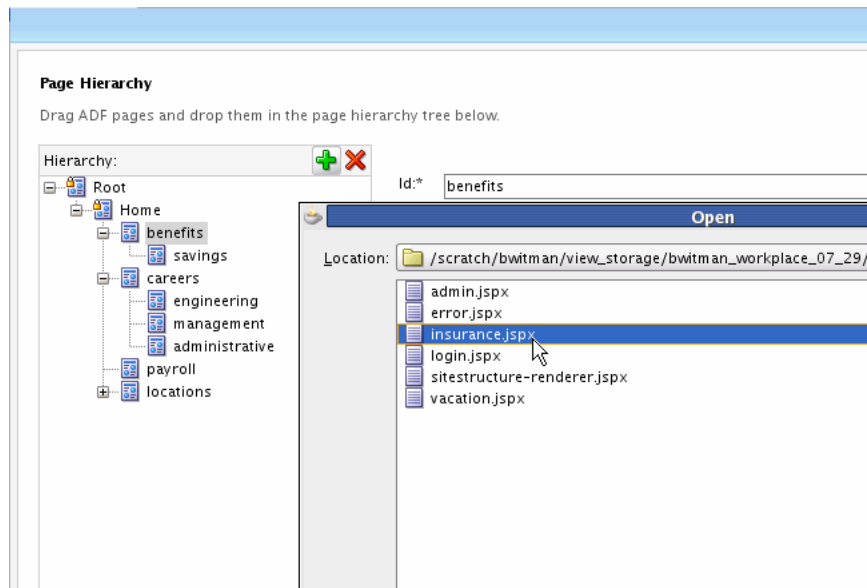 Page Hierarchy
Drag ADF pages and drop them in the page hierarchy tree below.
Hierarchy:
Id:* benefits
Root
Home
benefits
savings
careers
engineering
management
administrative
payroll
locations
Open
Location: /scratch/bwitman/view_storage/bwitman_workplace_07_29/
admin.jspx
error.jspx
insurance.jspx
login.jspx
sitestructure-renderer.jspx
vacation.jspx